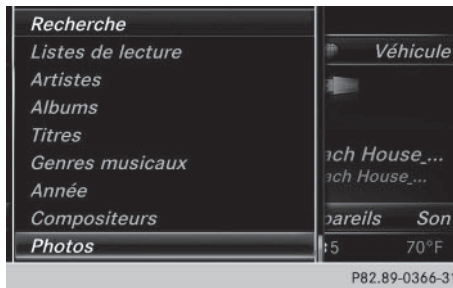 Recherche
Listes de lecture
Artistes
Albums
Titres
Genres musicaux
Année
Compositeurs
Photos
Véhicule
ach House_...
ach House_...
pareils Son
:5 70°F
P82.89-0366-31